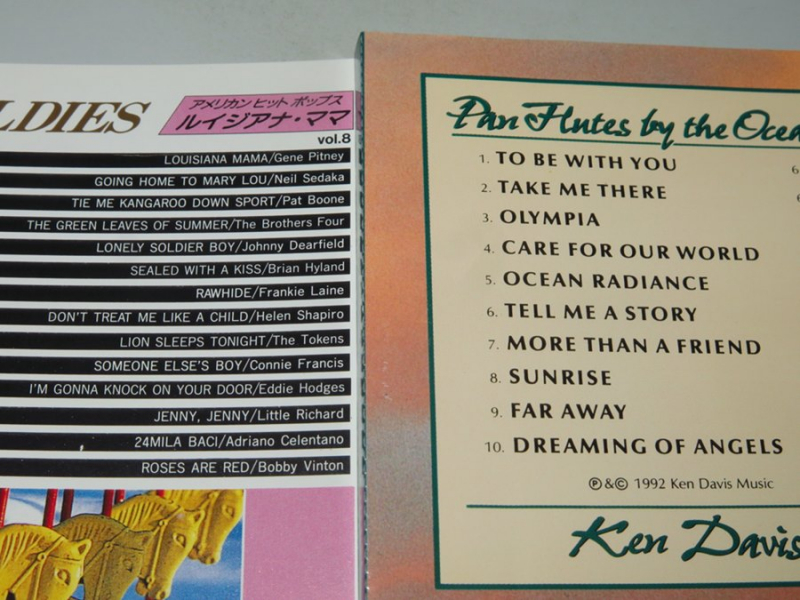 LDIES
アメリカン ヒット ポップス
ルイジアナ・ママ
vol.8
LOUISIANA MAMA/Gene Pitney
GOING HOME TO MARY LOU/Neil Sedaka
TIE ME KANGAROO DOWN SPORT/Pat Boone
THE GREEN LEAVES OF SUMMER/The Brothers Four
LONELY SOLDIER BOY/Johnny Dearfield
SEALED WITH A KISS/Brian Hyland
RAWHIDE/Frankie Laine
DON'T TREAT ME LIKE A CHILD/Helen Shapiro
LION SLEEPS TONIGHT/The Tokens
SOMEONE ELSE'S BOY/Connie Francis
I'M GONNA KNOCK ON YOUR DOOR/Eddie Hodges
JENNY, JENNY/Little Richard
24MILA BACI/Adriano Celentano
ROSES ARE RED/Bobby Vinton
Pan Flutes by the Ocea
1. TO BE WITH YOU
2. TAKE ME THERE
3. OLYMPIA
4. CARE FOR OUR WORLD
5. OCEAN RADIANCE
6. TELL ME A STORY
7. MORE THAN A FRIEND
8. SUNRISE
9. FAR AWAY
10. DREAMING OF ANGELS
℗&© 1992 Ken Davis Music
Ken Davis